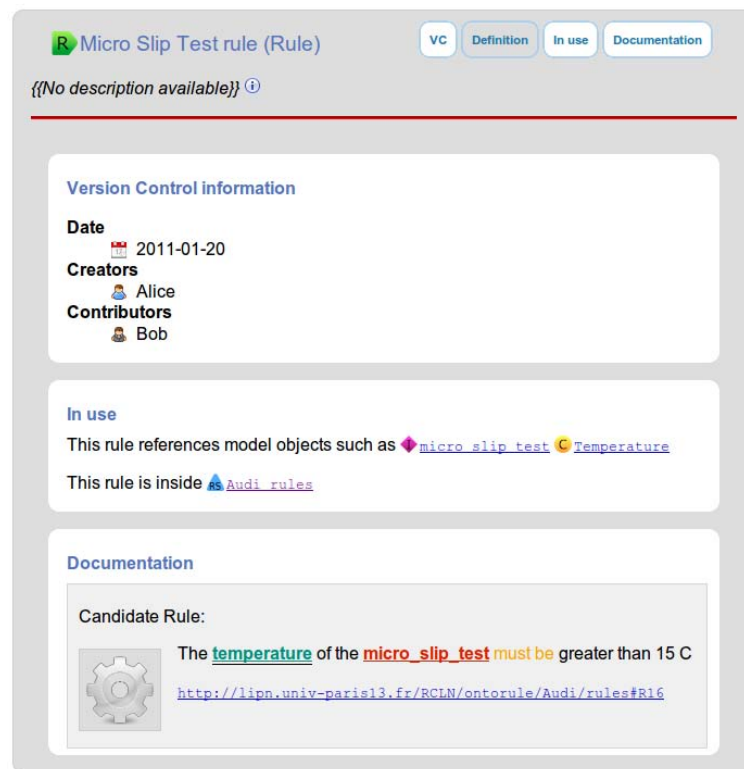 R Micro Slip Test rule (Rule) VC Definition In use Documentation
{{No description available}} i
Version Control information
Date
2011-01-20
Creators
Alice
Contributors
Bob
In use
This rule references model objects such as I micro slip test C Temperature
This rule is inside RS Audi rules
Documentation
Candidate Rule:
The temperature of the micro_slip_test must be greater than 15 C
http://lipn.univ-paris13.fr/RCLN/ontorule/Audi/rules#R16